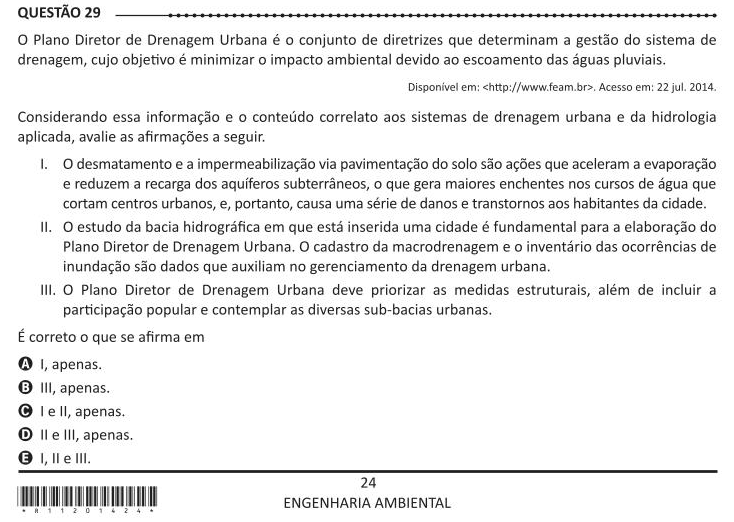 QUESTÃO 29
O Plano Diretor de Drenagem Urbana é o conjunto de diretrizes que determinam a gestão do sistema de
drenagem, cujo objetivo é minimizar o impacto ambiental devido ao escoamento das águas pluviais.
Disponível em: <http://www.feam.br>. Acesso em: 22 jul. 2014.
Considerando essa informação e o conteúdo correlato aos sistemas de drenagem urbana e da hidrologia
aplicada, avalie as afirmações a seguir.
I. O desmatamento e a impermeabilização via pavimentação do solo são ações que aceleram a evaporação
e reduzem a recarga dos aquíferos subterrâneos, o que gera maiores enchentes nos cursos de água que
cortam centros urbanos, e, portanto, causa uma série de danos e transtornos aos habitantes da cidade.
II. O estudo da bacia hidrográfica em que está inserida uma cidade é fundamental para a elaboração do
Plano Diretor de Drenagem Urbana. O cadastro da macrodrenagem e o inventário das ocorrências de
inundação são dados que auxiliam no gerenciamento da drenagem urbana.
III. O Plano Diretor de Drenagem Urbana deve priorizar as medidas estruturais, além de incluir a
participação popular e contemplar as diversas sub-bacias urbanas.
É correto o que se afirma em
A I, apenas.
B III, apenas.
C I e II, apenas.
D II e III, apenas.
E I, II e III.
24
ENGENHARIA AMBIENTAL
* R 1 1 2 0 1 4 2 4 *